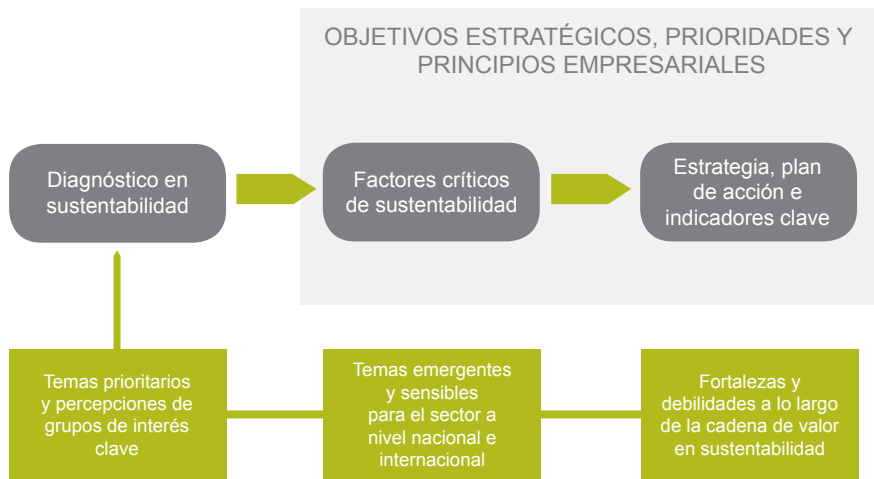 OBJETIVOS ESTRATÉGICOS, PRIORIDADES Y
PRINCIPIOS EMPRESARIALES
Diagnóstico en
sustentabilidad
Factores críticos
de sustentabilidad
Estrategia, plan
de acción e
indicadores clave
Temas prioritarios
y percepciones de
grupos de interés
clave
Temas emergentes
y sensibles
para el sector a
nivel nacional e
internacional
Fortalezas y
debilidades a lo largo
de la cadena de valor
en sustentabilidad